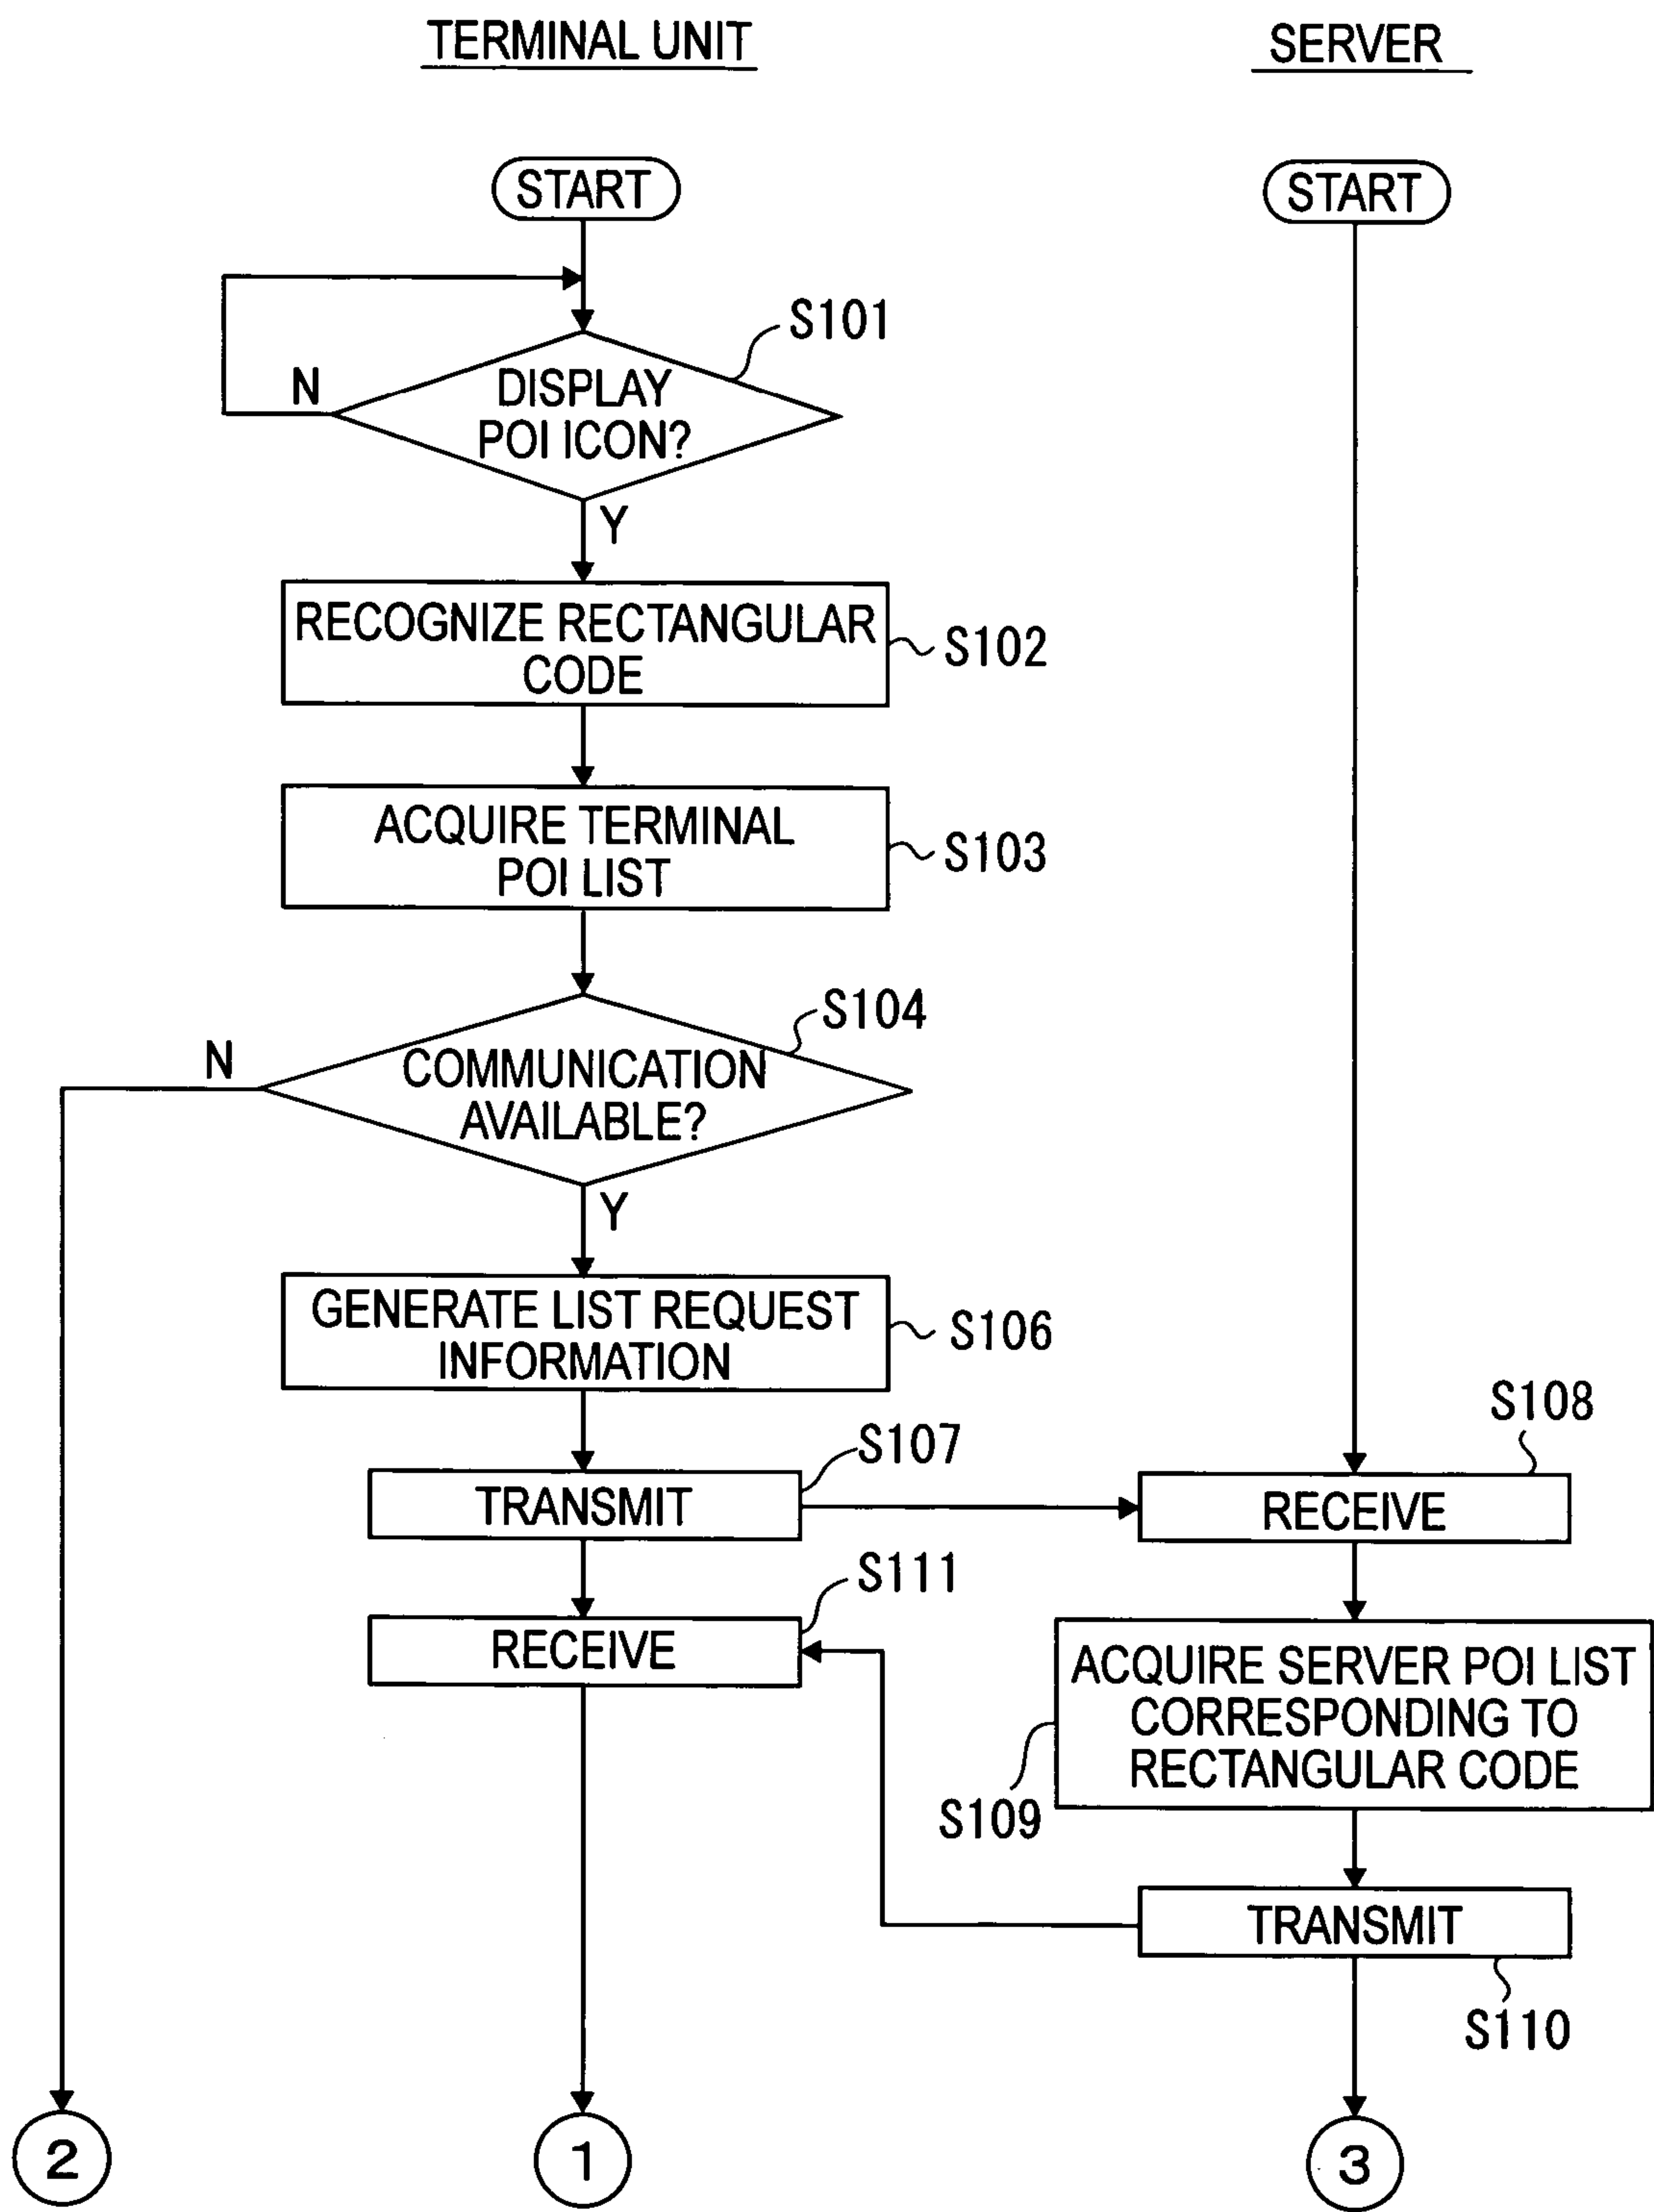 TERMINAL UNIT
SERVER
START
START
S101
N
DISPLAY
POI ICON?
Y
RECOGNIZE RECTANGULAR
CODE
S102
ACQUIRE TERMINAL
POI LIST
S103
S104
N
COMMUNICATION
AVAILABLE?
Y
GENERATE LIST REQUEST
INFORMATION
S106
S107
S108
TRANSMIT
RECEIVE
S111
RECEIVE
ACQUIRE SERVER POI LIST
CORRESPONDING TO
RECTANGULAR CODE
S109
TRANSMIT
S110
2
1
3